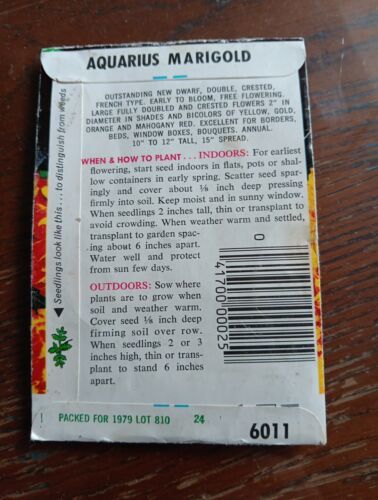 AQUARIUS MARIGOLD
OUTSTANDING NEW DWARF, DOUBLE, CRESTED,
FRENCH TYPE. EARLY TO BLOOM, FREE FLOWERING.
LARGE FULLY DOUBLED AND CRESTED FLOWERS 2" IN
DIAMETER IN SHADES AND BICOLORS OF YELLOW, GOLD,
ORANGE AND MAHOGANY RED. EXCELLENT FOR BORDERS,
BEDS, WINDOW BOXES, BOUQUETS. ANNUAL.
10" TO 12" TALL, 15" SPREAD.
WHEN & HOW TO PLANT... INDOORS: For earliest
flowering, start seed indoors in flats, pots or shal-
low containers in early spring. Scatter seed spar-
ingly and cover about ⅛ inch deep pressing
firmly into soil. Keep moist and in sunny window.
When seedlings 2 inches tall, thin or transplant to
avoid crowding. When weather warm and settled,
transplant to garden spac-
ing about 6 inches apart.
Water well and protect
from sun few days.
OUTDOORS: Sow where
plants are to grow when
soil and weather warm.
Cover seed ⅛ inch deep
firming soil over row.
When seedlings 2 or 3
inches high, thin or trans-
plant to stand 6 inches
apart.
Seedlings look like this . . . to distinguish from weeds
0
41700 00025
PACKED FOR 1979 LOT 810 24
6011